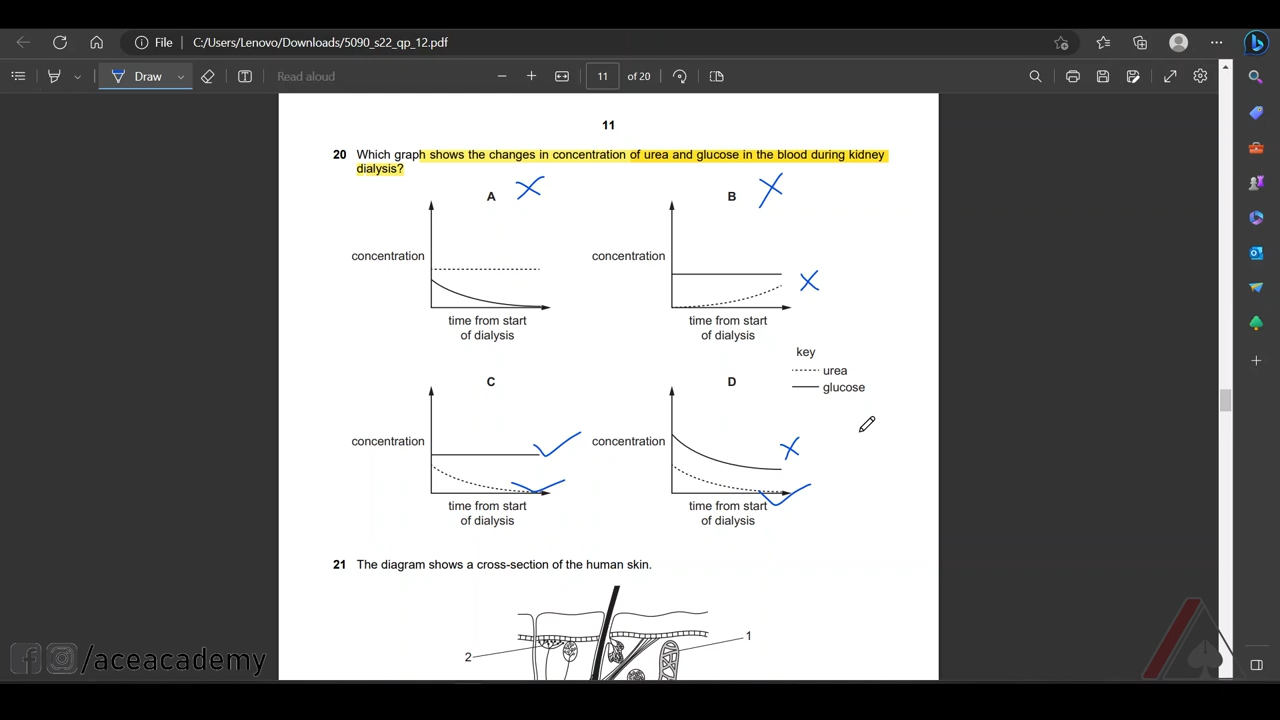 File
C:/Users/Lenovo/Downloads/5090_s22_qp_12.pdf
Draw
Read aloud
11
of 20
11
20 Which graph shows the changes in concentration of urea and glucose in the blood during kidney
dialysis?
A
B
concentration
concentration
time from start
of dialysis
time from start
of dialysis
key
urea
glucose
C
D
concentration
concentration
time from start
of dialysis
time from start
of dialysis
21 The diagram shows a cross-section of the human skin.
1
2
/aceacademy